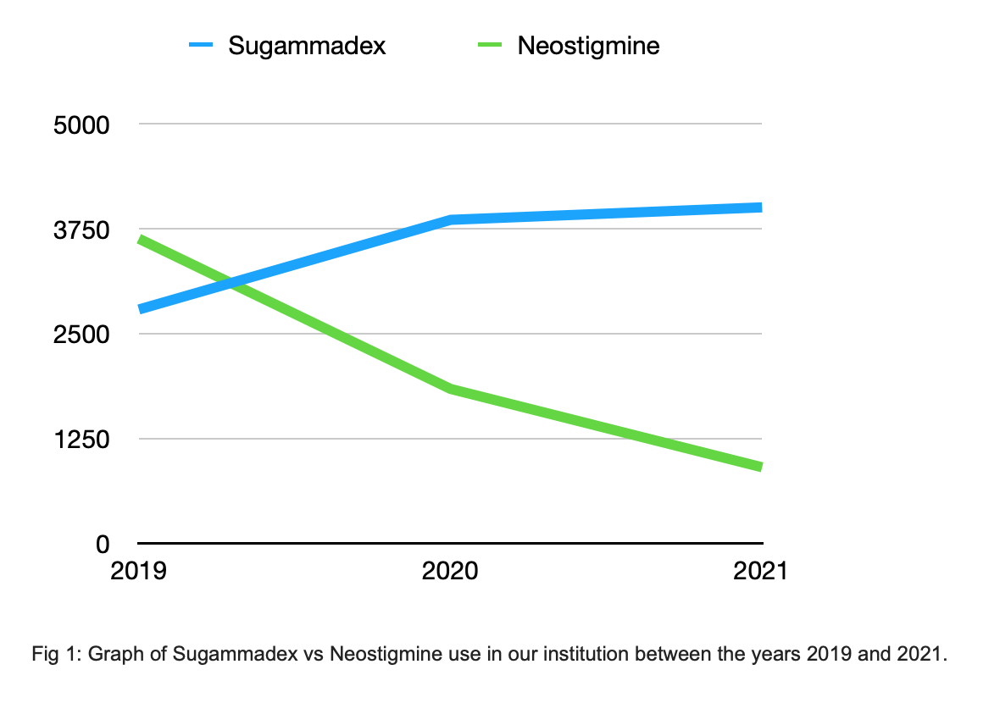 Sugammadex Neostigmine
5000
3750
2500
1250
0
2019 2020 2021
Fig 1: Graph of Sugammadex vs Neostigmine use in our institution between the years 2019 and 2021.